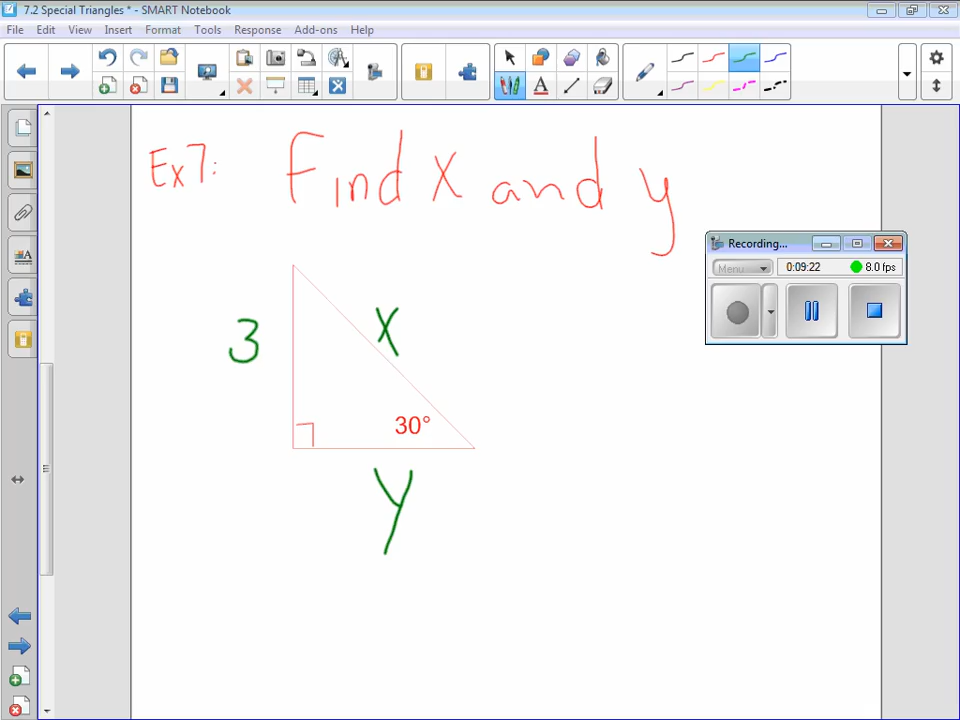 7.2 Special Triangles * - SMART Notebook
File Edit View Insert Format Tools Response Add-ons Help
Ex7: Find x and y
Recording...
Menu 0:09:22 8.0 fps
3 x
30°
y